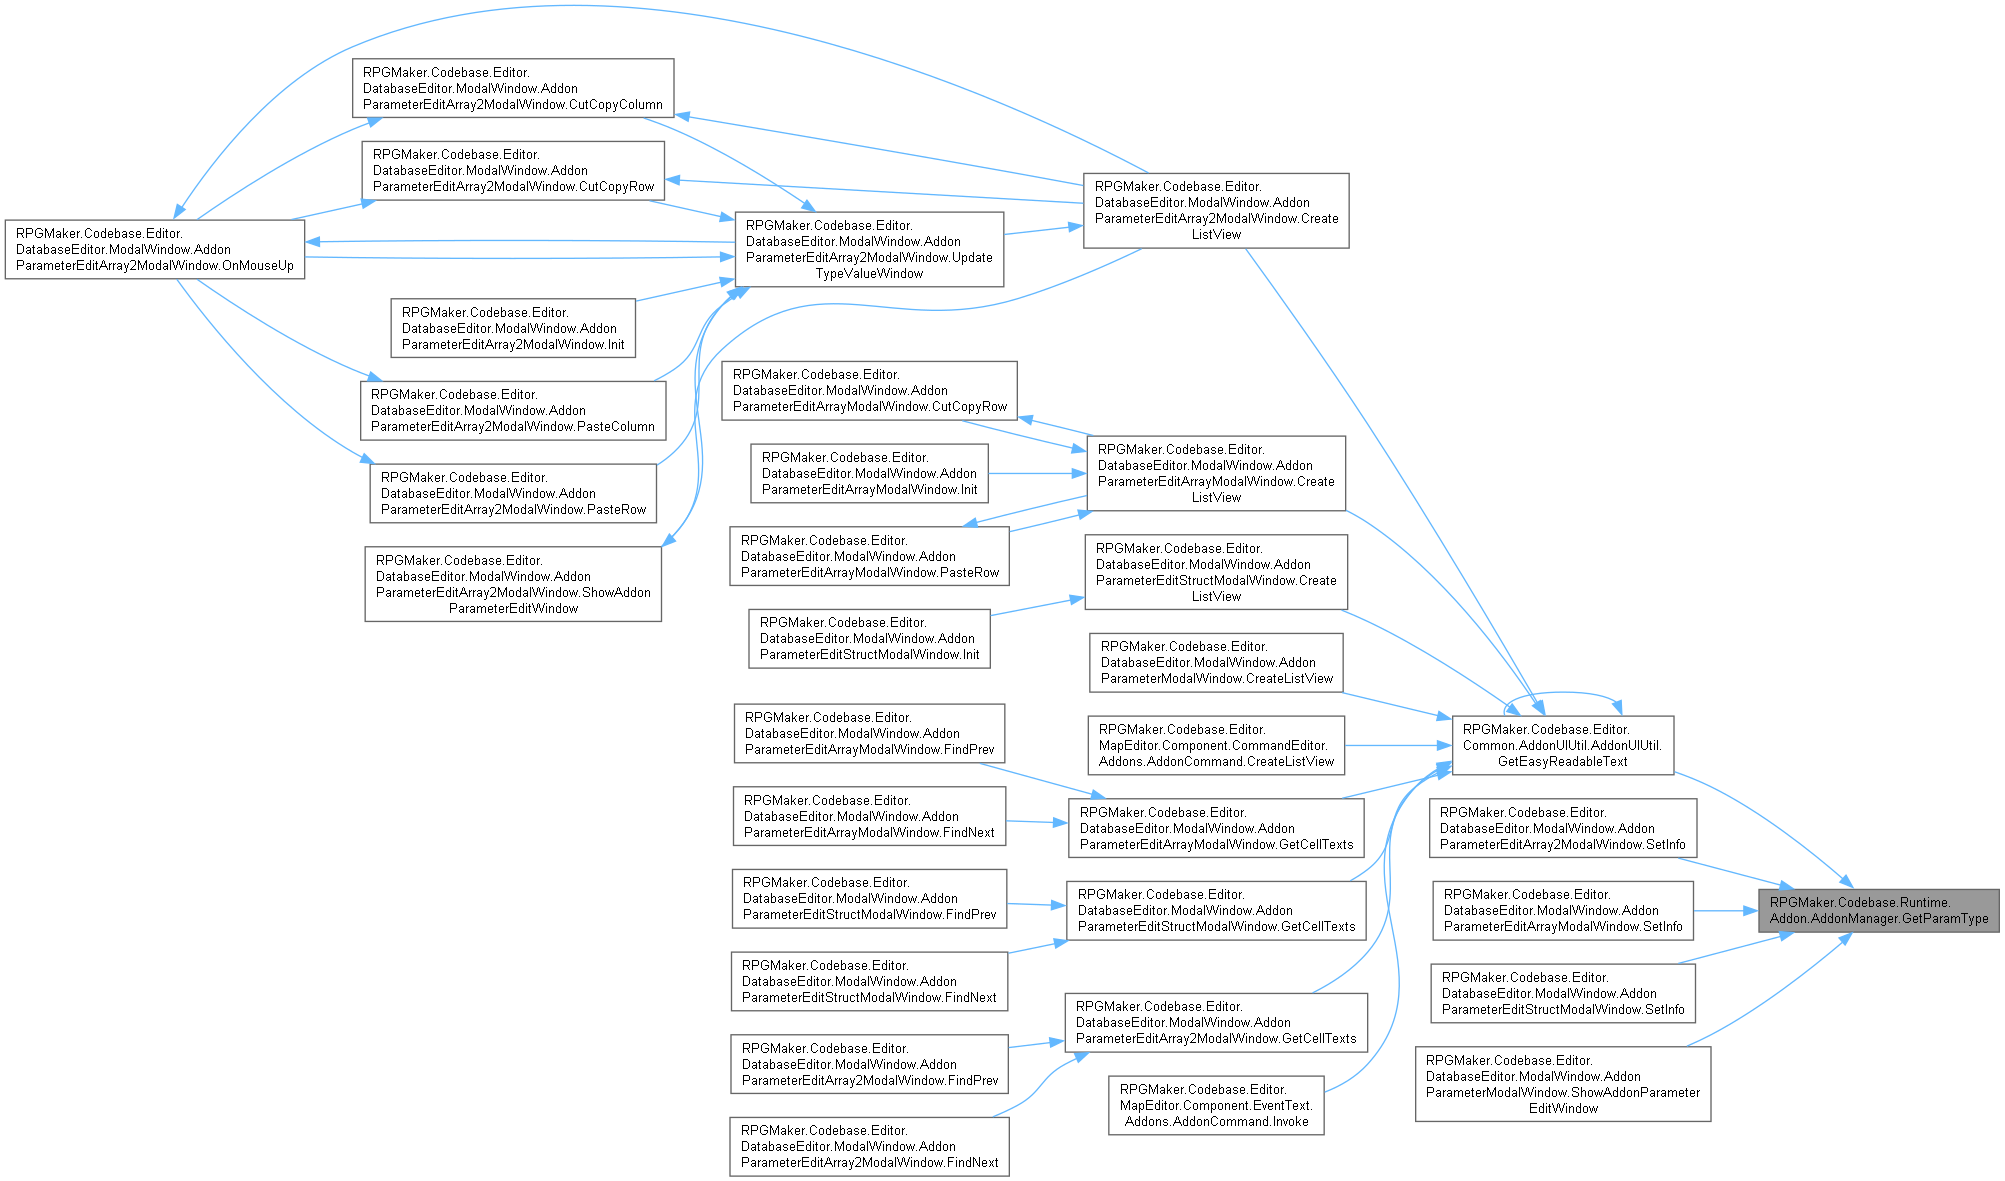 RPGMaker.Codebase.Editor.
DatabaseEditor.ModalWindow.Addon
ParameterEditArray2ModalWindow.OnMouseUp
RPGMaker.Codebase.Editor.
DatabaseEditor.ModalWindow.Addon
ParameterEditArray2ModalWindow.CutCopyColumn
RPGMaker.Codebase.Editor.
DatabaseEditor.ModalWindow.Addon
ParameterEditArray2ModalWindow.CutCopyRow
RPGMaker.Codebase.Editor.
DatabaseEditor.ModalWindow.Addon
ParameterEditArray2ModalWindow.Init
RPGMaker.Codebase.Editor.
DatabaseEditor.ModalWindow.Addon
ParameterEditArray2ModalWindow.PasteColumn
RPGMaker.Codebase.Editor.
DatabaseEditor.ModalWindow.Addon
ParameterEditArray2ModalWindow.PasteRow
RPGMaker.Codebase.Editor.
DatabaseEditor.ModalWindow.Addon
ParameterEditArray2ModalWindow.ShowAddon
ParameterEditWindow
RPGMaker.Codebase.Editor.
DatabaseEditor.ModalWindow.Addon
ParameterEditArray2ModalWindow.Update
TypeValueWindow
RPGMaker.Codebase.Editor.
DatabaseEditor.ModalWindow.Addon
ParameterEditArrayModalWindow.CutCopyRow
RPGMaker.Codebase.Editor.
DatabaseEditor.ModalWindow.Addon
ParameterEditArrayModalWindow.Init
RPGMaker.Codebase.Editor.
DatabaseEditor.ModalWindow.Addon
ParameterEditArrayModalWindow.PasteRow
RPGMaker.Codebase.Editor.
DatabaseEditor.ModalWindow.Addon
ParameterEditStructModalWindow.Init
RPGMaker.Codebase.Editor.
DatabaseEditor.ModalWindow.Addon
ParameterEditArrayModalWindow.FindPrev
RPGMaker.Codebase.Editor.
DatabaseEditor.ModalWindow.Addon
ParameterEditArrayModalWindow.FindNext
RPGMaker.Codebase.Editor.
DatabaseEditor.ModalWindow.Addon
ParameterEditStructModalWindow.FindPrev
RPGMaker.Codebase.Editor.
DatabaseEditor.ModalWindow.Addon
ParameterEditStructModalWindow.FindNext
RPGMaker.Codebase.Editor.
DatabaseEditor.ModalWindow.Addon
ParameterEditArray2ModalWindow.FindPrev
RPGMaker.Codebase.Editor.
DatabaseEditor.ModalWindow.Addon
ParameterEditArray2ModalWindow.FindNext
RPGMaker.Codebase.Editor.
DatabaseEditor.ModalWindow.Addon
ParameterEditArray2ModalWindow.Create
ListView
RPGMaker.Codebase.Editor.
DatabaseEditor.ModalWindow.Addon
ParameterEditArrayModalWindow.Create
ListView
RPGMaker.Codebase.Editor.
DatabaseEditor.ModalWindow.Addon
ParameterEditStructModalWindow.Create
ListView
RPGMaker.Codebase.Editor.
DatabaseEditor.ModalWindow.Addon
ParameterModalWindow.CreateListView
RPGMaker.Codebase.Editor.
MapEditor.Component.CommandEditor.
Addons.AddonCommand.CreateListView
RPGMaker.Codebase.Editor.
DatabaseEditor.ModalWindow.Addon
ParameterEditArrayModalWindow.GetCellTexts
RPGMaker.Codebase.Editor.
DatabaseEditor.ModalWindow.Addon
ParameterEditStructModalWindow.GetCellTexts
RPGMaker.Codebase.Editor.
DatabaseEditor.ModalWindow.Addon
ParameterEditArray2ModalWindow.GetCellTexts
RPGMaker.Codebase.Editor.
MapEditor.Component.EventText.
Addons.AddonCommand.Invoke
RPGMaker.Codebase.Editor.
Common.AddonUIUtil.AddonUIUtil.
GetEasyReadableText
RPGMaker.Codebase.Editor.
DatabaseEditor.ModalWindow.Addon
ParameterEditArray2ModalWindow.SetInfo
RPGMaker.Codebase.Editor.
DatabaseEditor.ModalWindow.Addon
ParameterEditArrayModalWindow.SetInfo
RPGMaker.Codebase.Editor.
DatabaseEditor.ModalWindow.Addon
ParameterEditStructModalWindow.SetInfo
RPGMaker.Codebase.Editor.
DatabaseEditor.ModalWindow.Addon
ParameterModalWindow.ShowAddonParameter
EditWindow
RPGMaker.Codebase.Runtime.
Addon.AddonManager.GetParamType